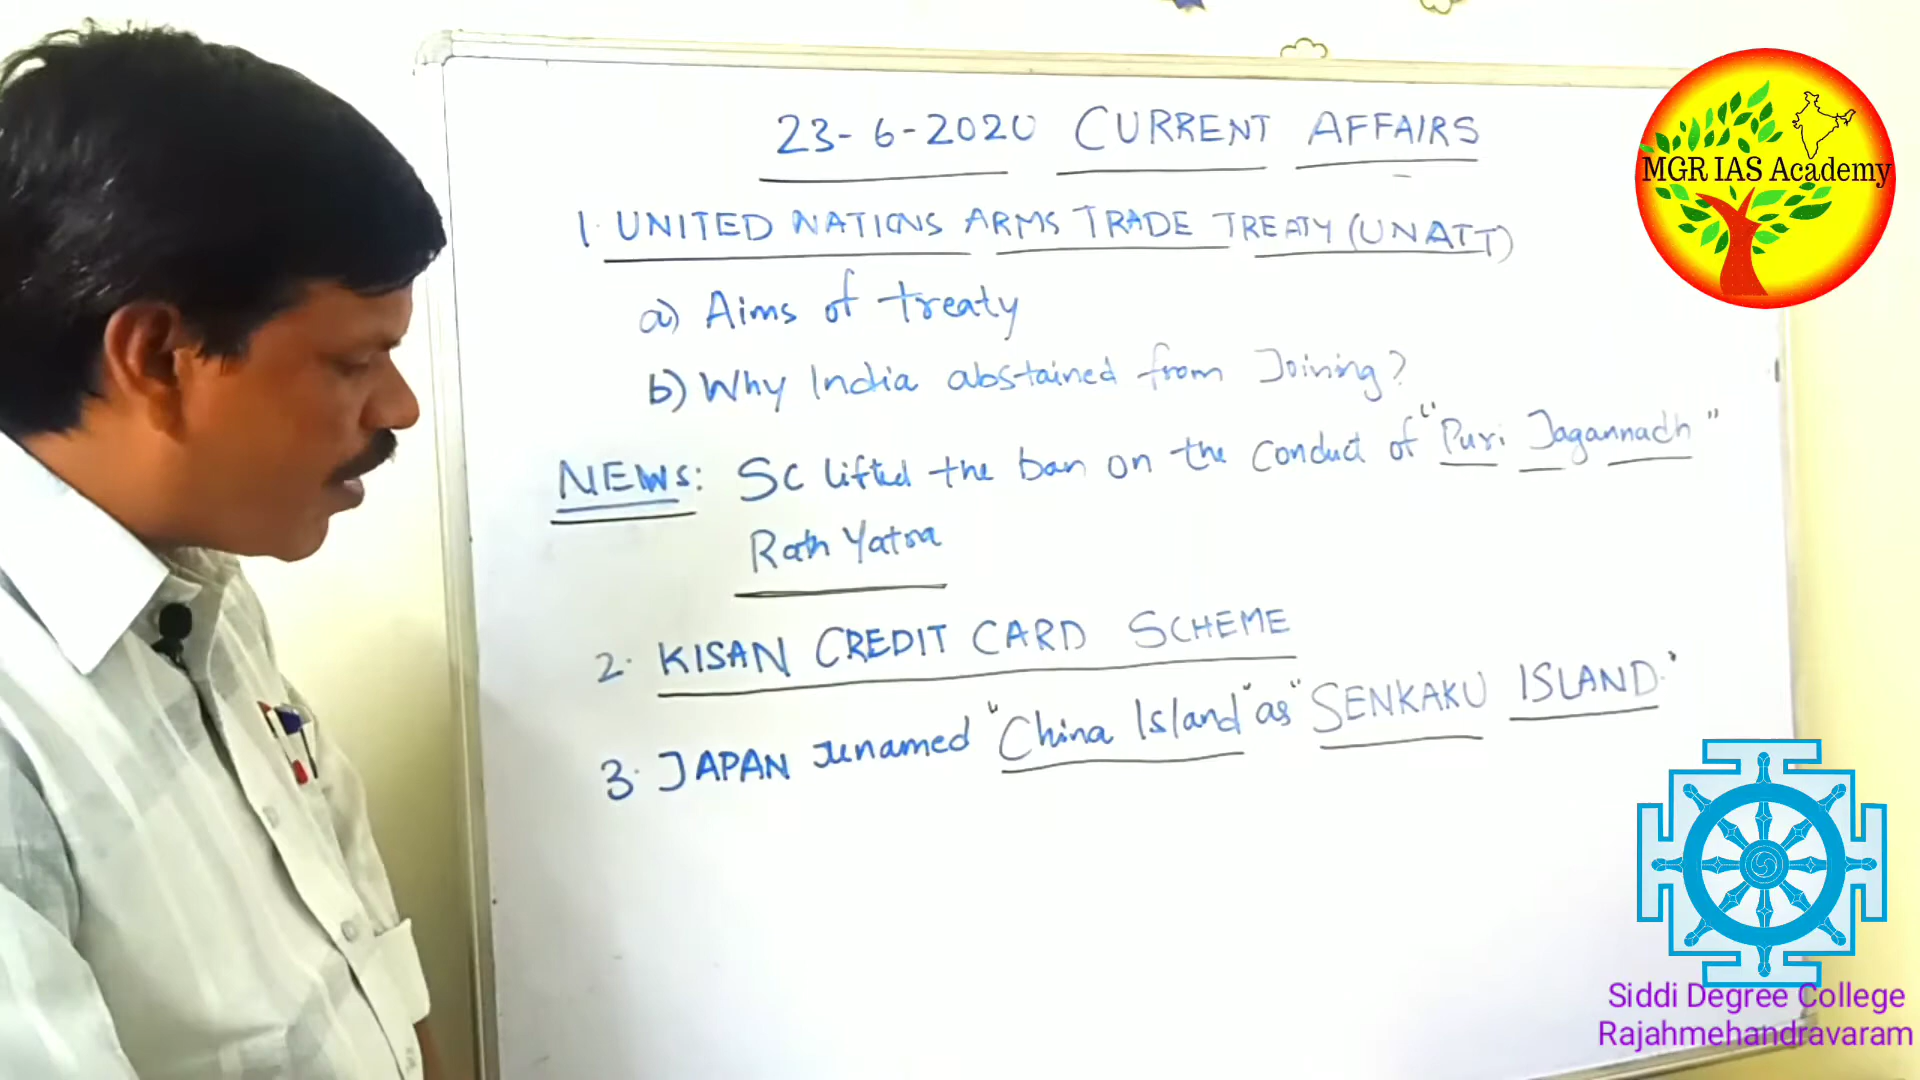 23-6-2020 CURRENT AFFAIRS
1. UNITED NATIONS ARMS TRADE TREATY (UNATT)
a) Aims of treaty
b) Why India abstained from Joining?
NEWS: SC lifted the ban on the conduct of "Puri Jagannadh"
Rath Yatra
2. KISAN CREDIT CARD SCHEME
3. JAPAN renamed "China Island" as "SENKAKU ISLAND."
MGR IAS Academy
Siddi Degree College
Rajahmehandravaram